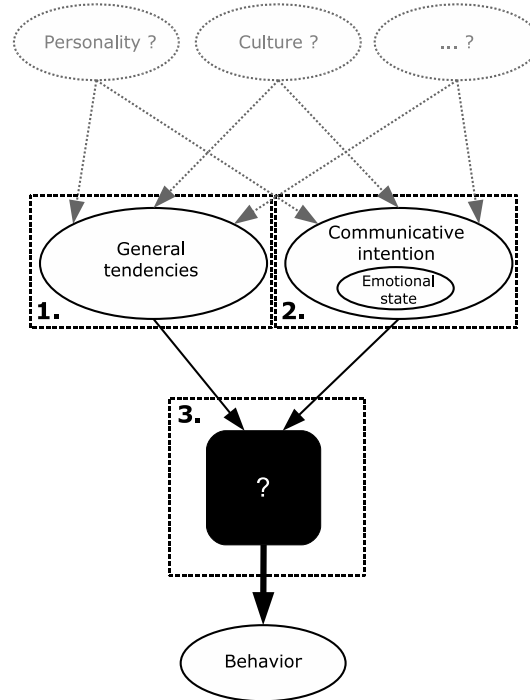 Personality ?
Culture ?
... ?
General
tendencies
1.
Communicative
intention
Emotional
state
2.
3.
?
Behavior